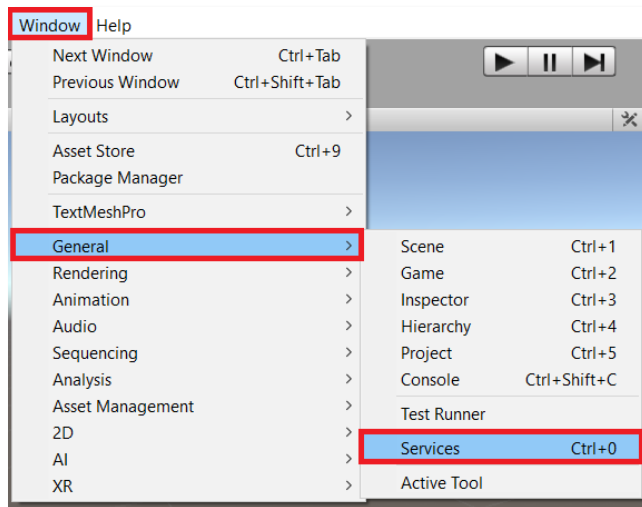 Window Help
Next Window Ctrl+Tab
Previous Window Ctrl+Shift+Tab
Layouts
Asset Store Ctrl+9
Package Manager
TextMeshPro
General
Rendering
Animation
Audio
Sequencing
Analysis
Asset Management
2D
AI
XR
Scene Ctrl+1
Game Ctrl+2
Inspector Ctrl+3
Hierarchy Ctrl+4
Project Ctrl+5
Console Ctrl+Shift+C
Test Runner
Services Ctrl+0
Active Tool